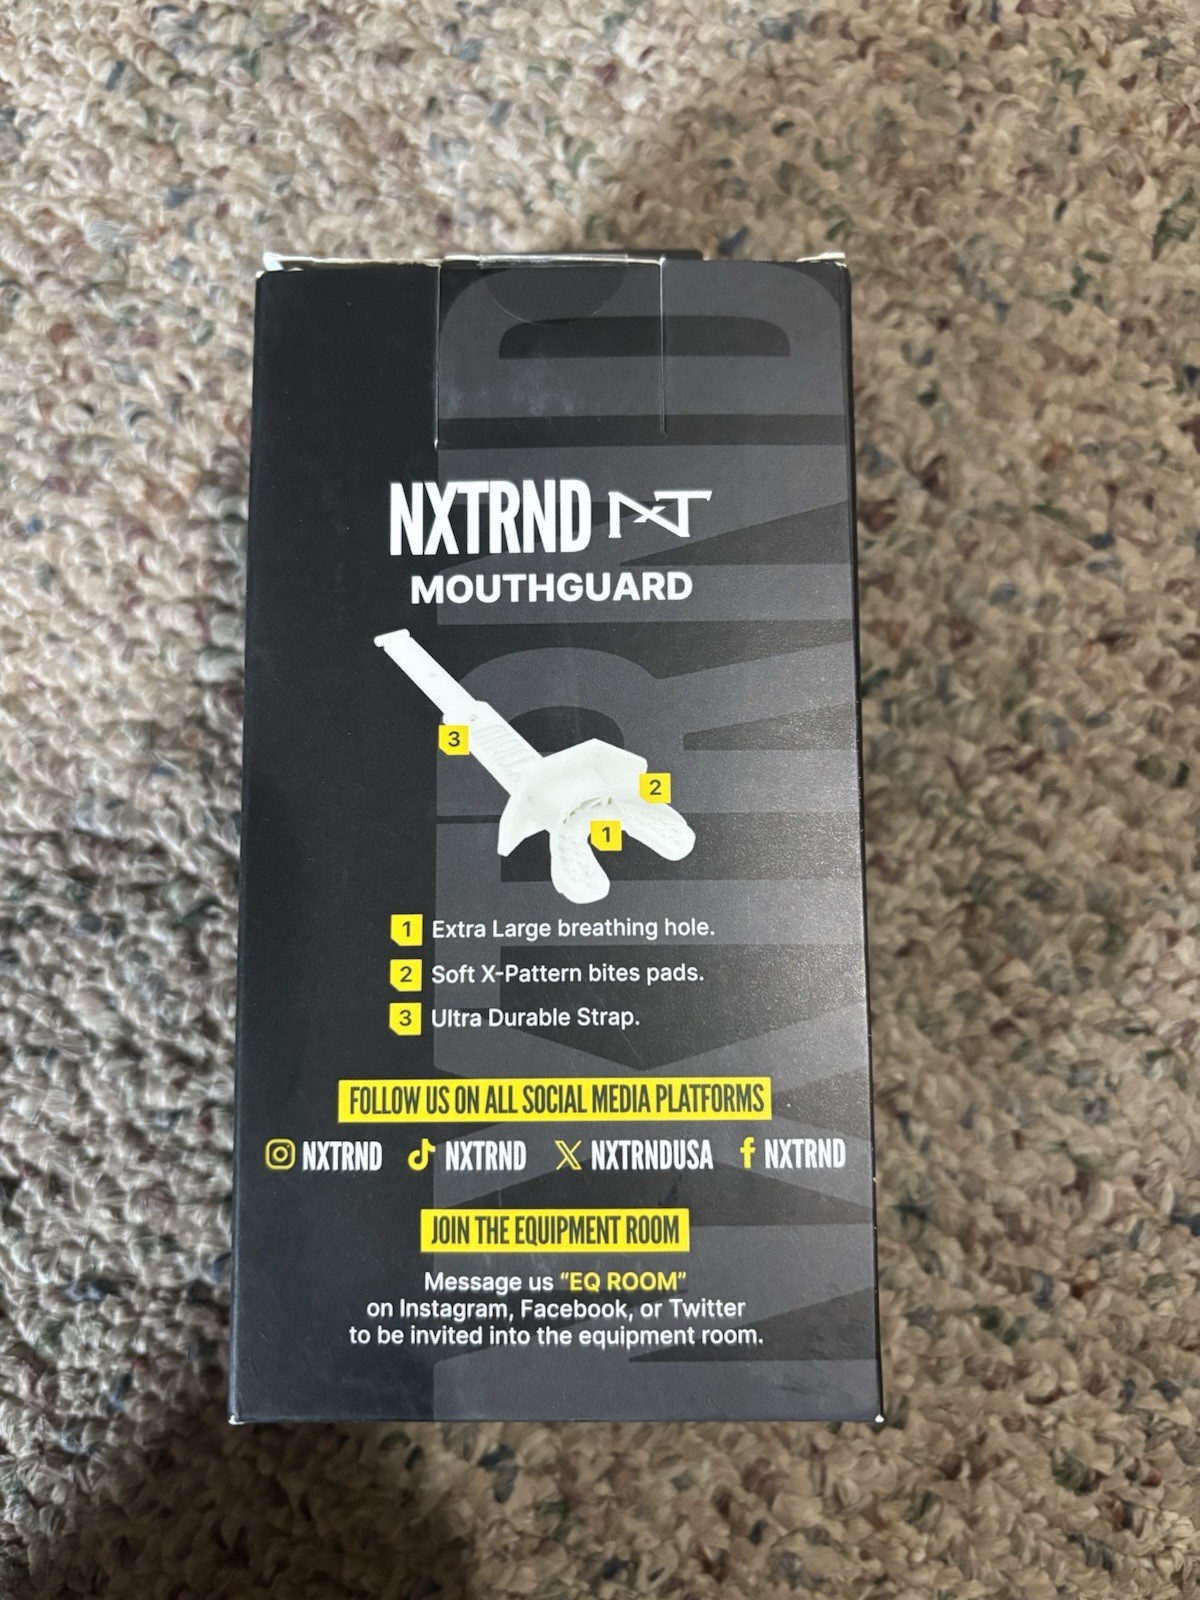 NXTRND NXT
MOUTHGUARD
3
2
1
1 Extra Large breathing hole.
2 Soft X-Pattern bites pads.
3 Ultra Durable Strap.
FOLLOW US ON ALL SOCIAL MEDIA PLATFORMS
NXTRND NXTRND NXTRNDUSA NXTRND
JOIN THE EQUIPMENT ROOM
Message us “EQ ROOM”
on Instagram, Facebook, or Twitter
to be invited into the equipment room.
NXTRND